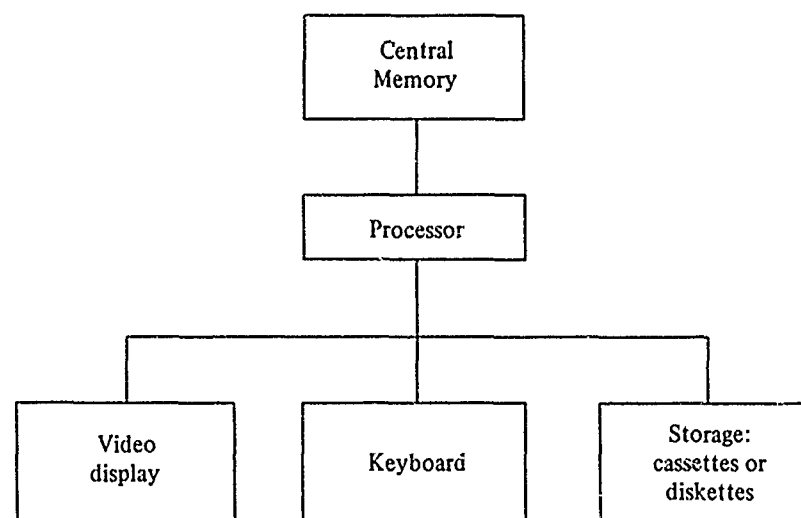 Central
Memory
Processor
Video
display
Keyboard
Storage:
cassettes or
diskettes